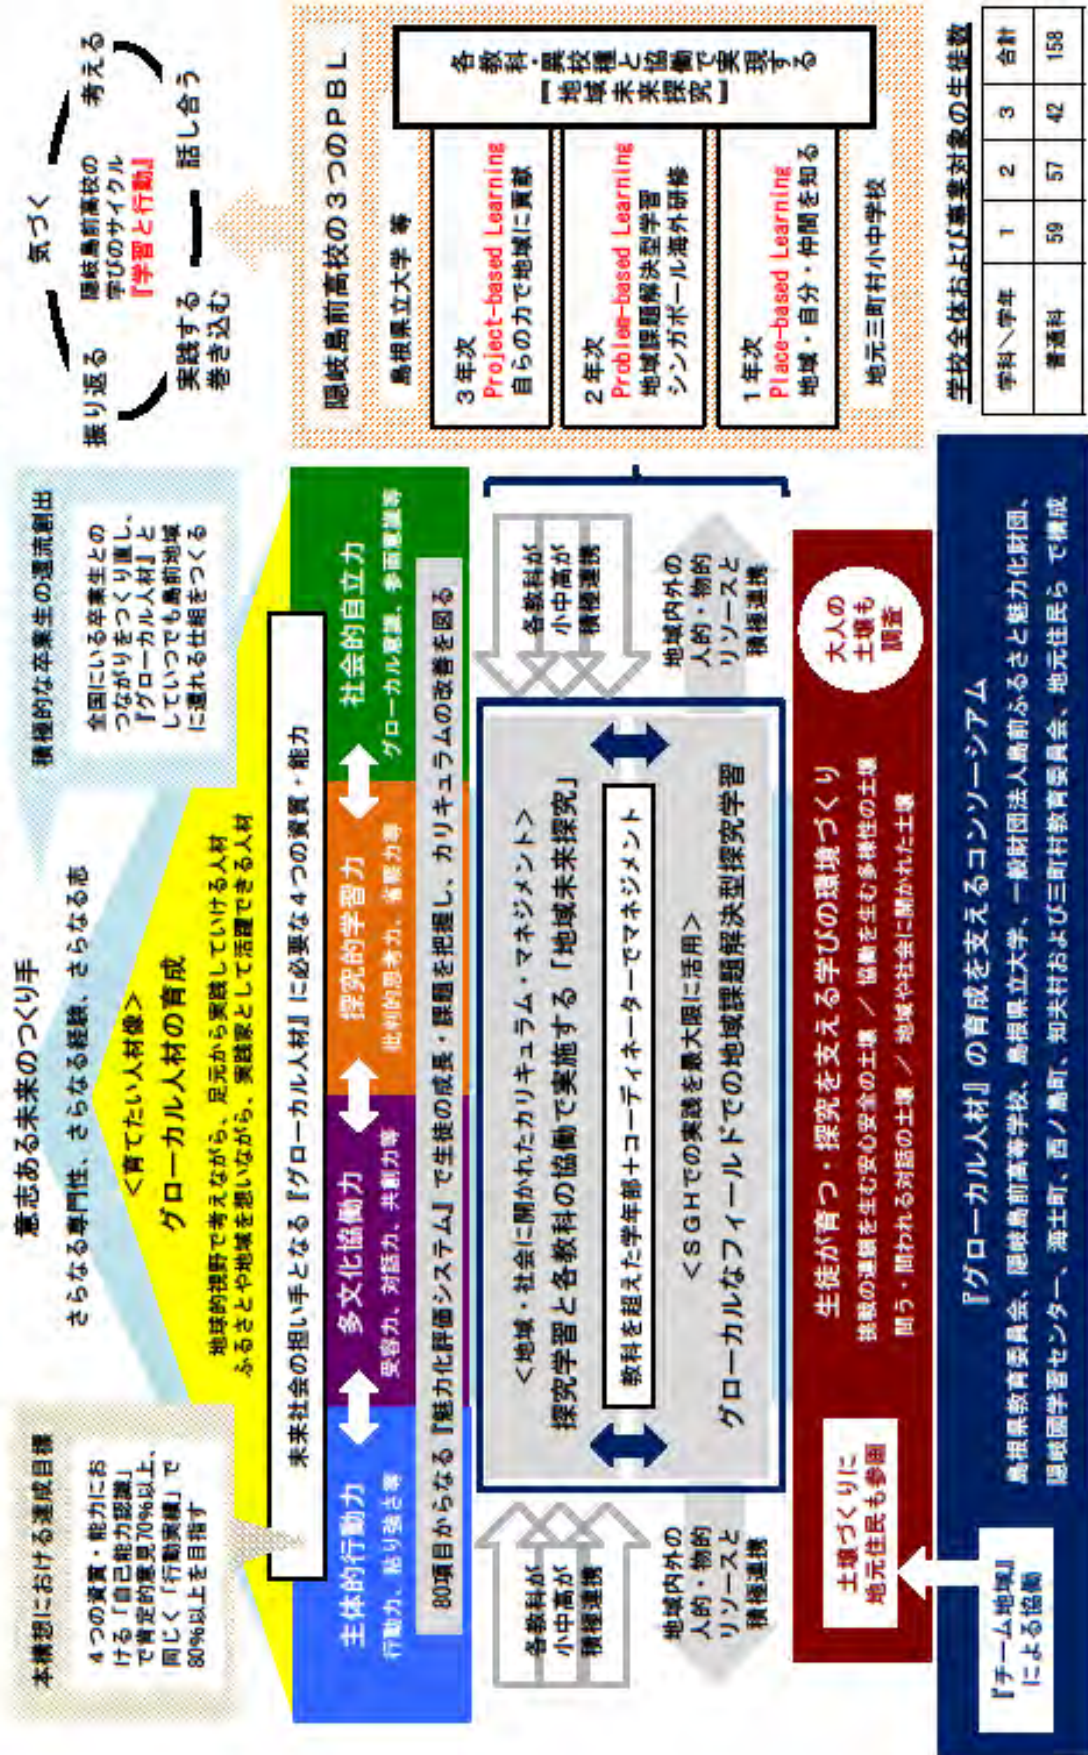 意志ある未来のつくり手
さらなる専門性、さらなる経験、さらなる志
本構想における達成目標
4つの資質・能力にお
ける「自己能力認識」
で肯定的意見70%以上、
同じく「行動実績」で
80%以上を目指す
積極的な卒業生の還流創出
全国にいる卒業生との
つながりをつくり直し、
『グローカル人材』と
していつでも島前地域
に還れる仕組をつくる
＜育てたい人材像＞
グローカル人材の育成
地球的視野で考えながら、足元から実践していける人材
ふるさとや地域を想いながら、実践家として活躍できる人材
未来社会の担い手となる『グローカル人材』に必要な4つの資質・能力
主体的行動力
行動力、粘り強さ等
多文化協働力
受容力、対話力、共創力等
探究的学習力
批判的思考力、省察力等
社会的自立力
グローカル意識、参画意識等
80項目からなる『魅力化評価システム』で生徒の成長・課題を把握し、カリキュラムの改善を図る
各教科が
小中高が
積極連携
地域内外の
人的・物的
リソースと
積極連携
＜地域・社会に開かれたカリキュラム・マネジメント＞
探究学習と各教科の協働で実施する「地域未来探究」
教科を超えた学年部＋コーディネーターでマネジメント
＜SGHでの実践を最大限に活用＞
グローカルなフィールドでの地域課題解決型探究学習
各教科が
小中高が
積極連携
地域内外の
人的・物的
リソースと
積極連携
土壌づくりに
地元住民も参画
生徒が育つ・探究を支える学びの環境づくり
挑戦の連鎖を生む安心安全の土壌 ／ 協働を生む多様性の土壌
問う・問われる対話の土壌 ／ 地域や社会に開かれた土壌
大人の
土壌も
調査
『チーム地域』
による協働
『グローカル人材』の育成を支えるコンソーシアム
島根県教育委員会、隠岐島前高等学校、島根県立大学、一般財団法人島前ふるさと魅力化財団、
隠岐國学習センター、海士町、西ノ島町、知夫村および三町村教育委員会、地元住民ら で構成
気づく
考える
話し合う
実践する
巻き込む
振り返る
隠岐島前高校の
学びのサイクル
『学習と行動』
隠岐島前高校の3つのPBL
島根県立大学 等
3年次
Project-based Learning
自らの力で地域に貢献
2年次
Problem-based Learning
地域課題解決型学習
シンガポール海外研修
1年次
Place-based Learning
地域・自分・仲間を知る
地元三町村小中学校
各教科・異校種と協働で実現する
【地域未来探究】
学校全体および事業対象の生徒数
学科＼学年 1 2 3 合計
普通科 59 57 42 158